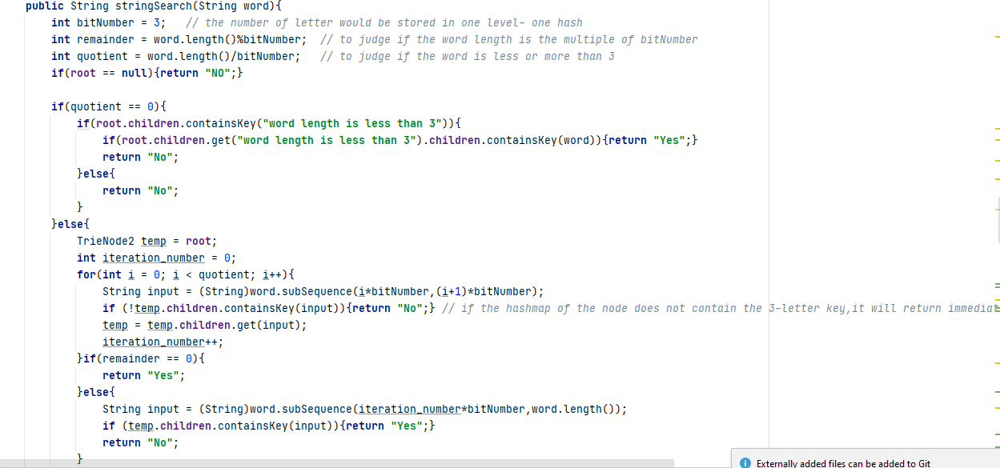 public String stringSearch(String word){
int bitNumber = 3;   // the number of letter would be stored in one level- one hash
int remainder = word.length()%bitNumber;  // to judge if the word length is the multiple of bitNumber
int quotient = word.length()/bitNumber;   // to judge if the word is less or more than 3
if(root == null){return "NO";}
if(quotient == 0){
if(root.children.containsKey("word length is less than 3")){
if(root.children.get("word length is less than 3").children.containsKey(word)){return "Yes";}
return "No";
}else{
return "No";
}
}else{
TrieNode2 temp = root;
int iteration_number = 0;
for(int i = 0; i < quotient; i++){
String input = (String)word.subSequence(i*bitNumber,(i+1)*bitNumber);
if (!temp.children.containsKey(input)){return "No";} // if the hashmap of the node does not contain the 3-letter key,it will return immediat
temp = temp.children.get(input);
iteration_number++;
}if(remainder == 0){
return "Yes";
}else{
String input = (String)word.subSequence(iteration_number*bitNumber,word.length());
if (temp.children.containsKey(input)){return "Yes";}
return "No";
}
Externally added files can be added to Git